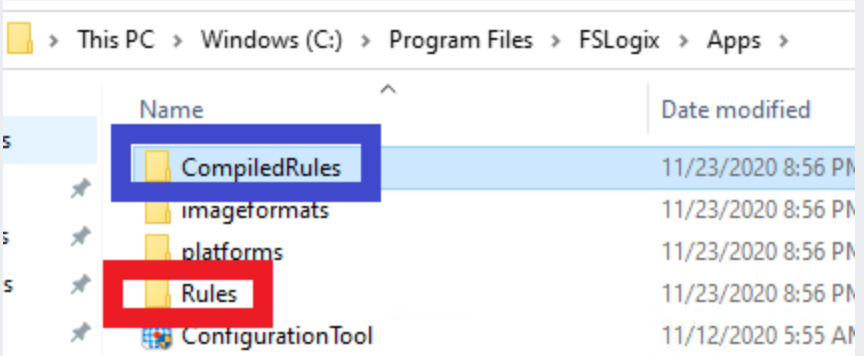 This PC > Windows (C:) > Program Files > FSLogix > Apps >
Name Date modified
s
CompiledRules 11/23/2020 8:56 PM
imageformats 11/23/2020 8:56 PM
s platforms 11/23/2020 8:56 PM
s Rules 11/23/2020 8:56 PM
ConfigurationTool 11/12/2020 5:55 AM